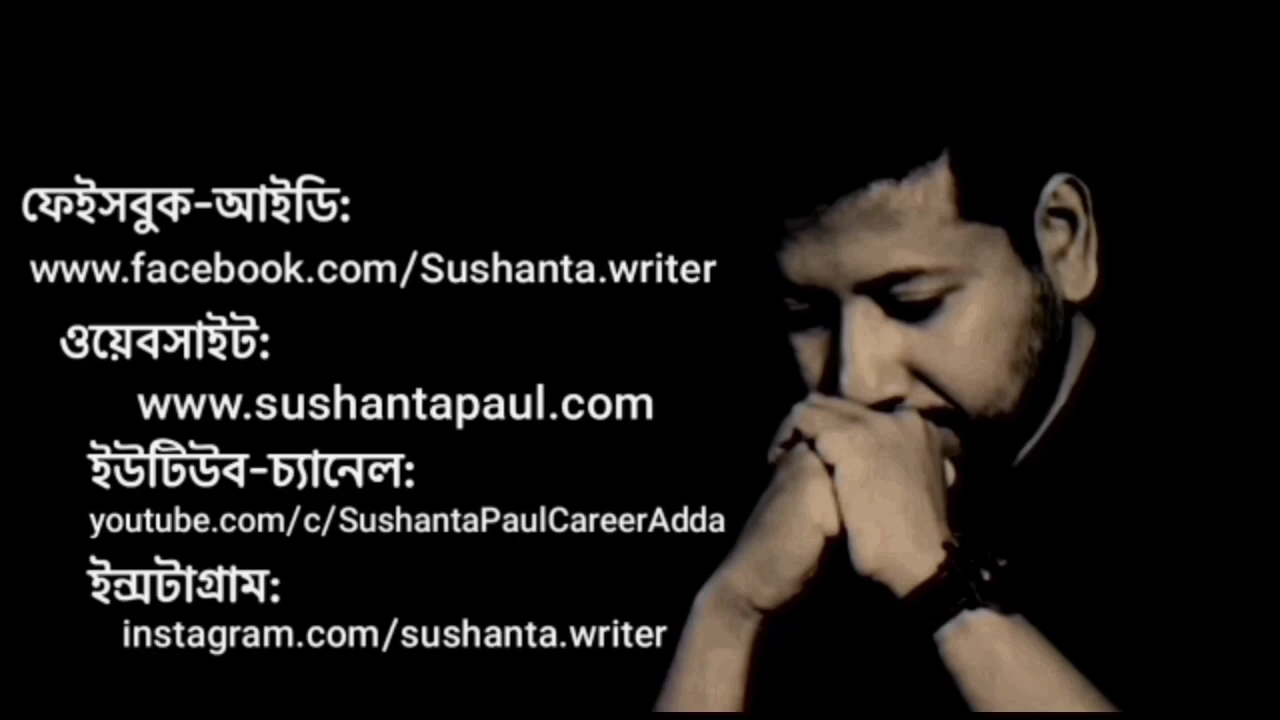 ফেইসবুক-আইডি:
www.facebook.com/Sushanta.writer
ওয়েবসাইট:
www.sushantapaul.com
ইউটিউব-চ্যানেল:
youtube.com/c/SushantaPaulCareerAdda
ইন্সটাগ্রাম:
instagram.com/sushanta.writer